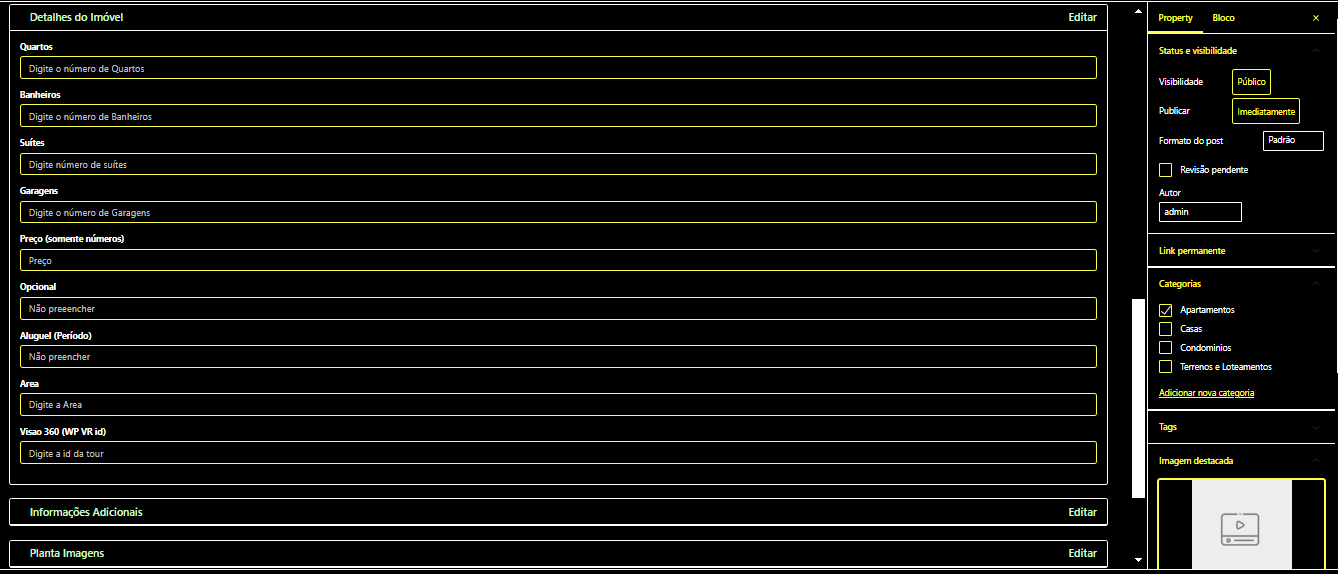 Detalhes do Imóvel Editar
Quartos
Digite o número de Quartos
Banheiros
Digite o número de Banheiros
Suítes
Digite número de suítes
Garagens
Digite o número de Garagens
Preço (somente números)
Preço
Opcional
Não preeencher
Aluguel (Período)
Não preencher
Area
Digite a Area
Visao 360 (WP VR id)
Digite a id da tour
Informações Adicionais Editar
Planta Imagens Editar
Property Bloco ×
Status e visibilidade
Visibilidade Público
Publicar Imediatamente
Formato do post Padrão
Revisão pendente
Autor
admin
Link permanente
Categorias
Apartamentos
Casas
Condominios
Terrenos e Loteamentos
Adicionar nova categoria
Tags
Imagem destacada